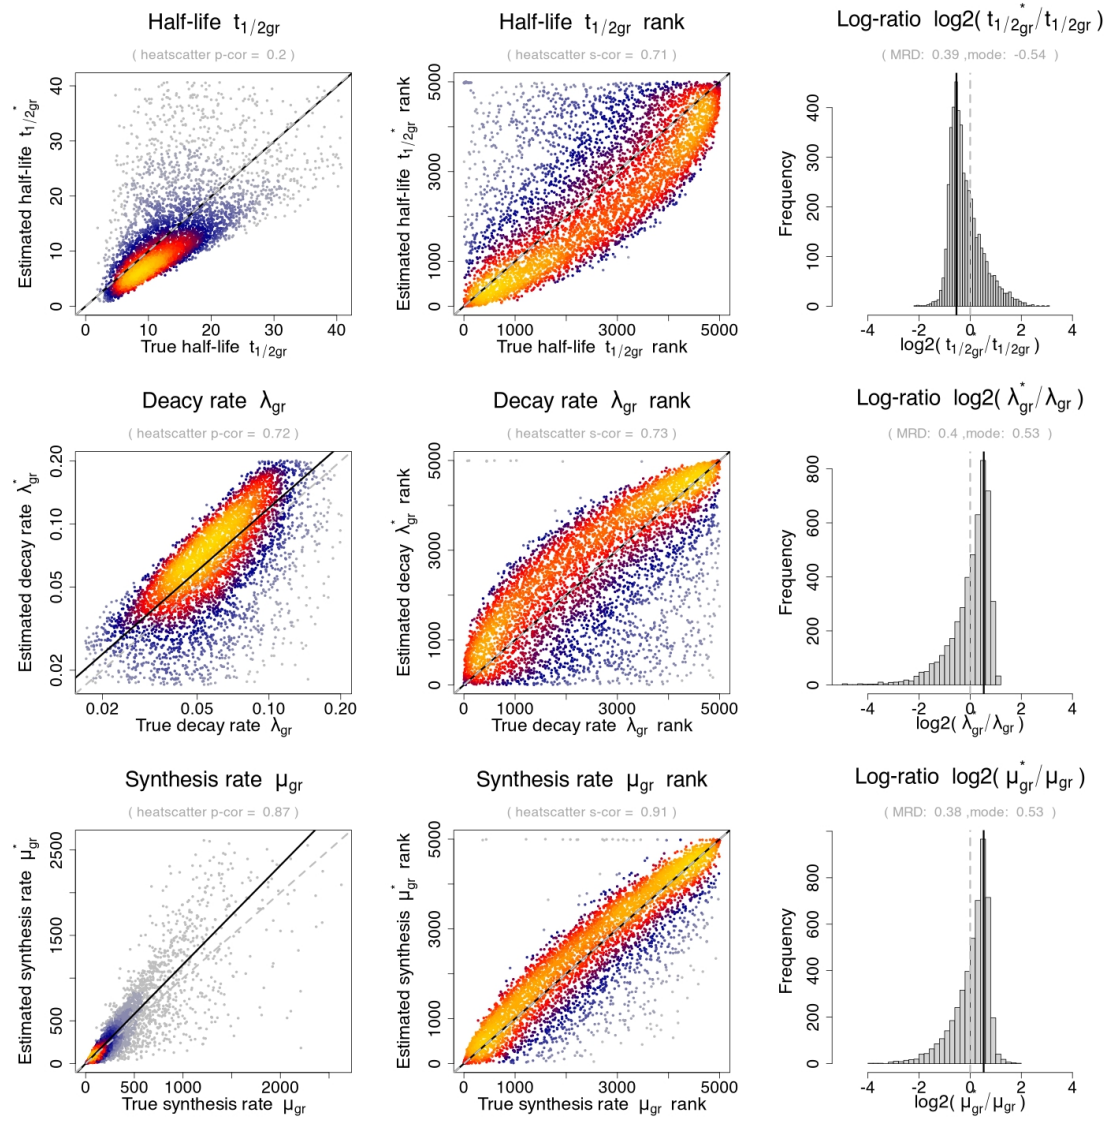 Half-life t1/2gr
( heatscatter p-cor = 0.2 )
Estimated half-life t*1/2gr
0 10 20 30 40
0 10 20 30 40
True half-life t1/2gr
Half-life t1/2gr rank
( heatscatter s-cor = 0.71 )
Estimated half-life t*1/2gr rank
0 1000 3000 5000
0 1000 3000 5000
True half-life t1/2gr rank
Log-ratio log2( t*1/2gr/t1/2gr )
( MRD: 0.39 ,mode: -0.54 )
Frequency
0 100 200 300 400
-4 -2 0 2 4
log2( t*1/2gr/t1/2gr )
Deacy rate λgr
( heatscatter p-cor = 0.72 )
Estimated decay rate λ*gr
0.02 0.05 0.10 0.20
0.02 0.05 0.10 0.20
True decay rate λgr
Decay rate λgr rank
( heatscatter s-cor = 0.73 )
Estimated decay λ*gr rank
0 1000 3000 5000
0 1000 3000 5000
True decay rate λgr rank
Log-ratio log2( λ*gr/λgr )
( MRD: 0.4 ,mode: 0.53 )
Frequency
0 200 400 600 800
-4 -2 0 2 4
log2( λ*gr/λgr )
Synthesis rate μgr
( heatscatter p-cor = 0.87 )
Estimated synthesis rate μ*gr
0 500 1500 2500
0 500 1000 2000
True synthesis rate μgr
Synthesis rate μgr rank
( heatscatter s-cor = 0.91 )
Estimated synthesis μ*gr rank
0 1000 3000 5000
0 1000 3000 5000
True synthesis rate μgr rank
Log-ratio log2( μ*gr/μgr )
( MRD: 0.38 ,mode: 0.53 )
Frequency
0 200 400 600 800
-4 -2 0 2 4
log2( μ*gr/μgr )